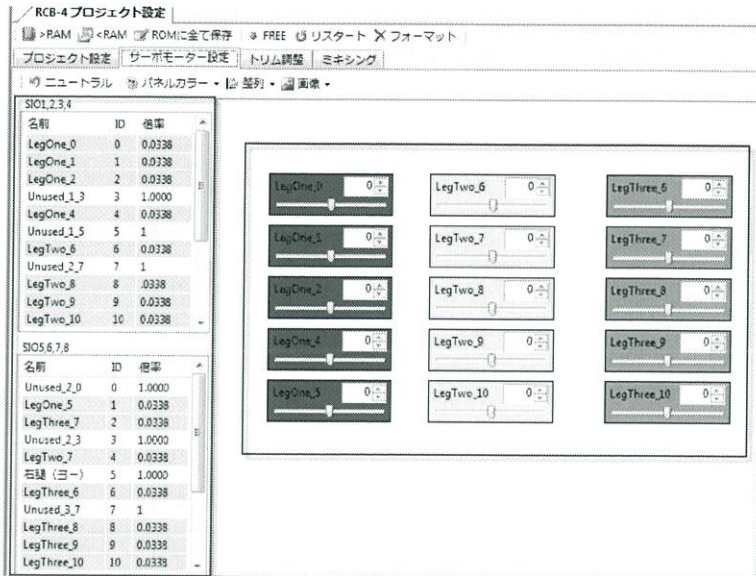 RCB-4 プロジェクト設定
>RAM <RAM ROMに全て保存 FREE リスタート フォーマット
プロジェクト設定 サーボモーター設定 トリム調整 ミキシング
ニュートラル パネルカラー 整列 画像
SIO1,2,3,4
名前 ID 倍率
LegOne_0 0 0.0338
LegOne_1 1 0.0338
LegOne_2 2 0.0338
Unused_1_3 3 1.0000
LegOne_4 4 0.0338
Unused_1_5 5 1
LegTwo_6 6 0.0338
Unused_2_7 7 1
LegTwo_8 8 .0338
LegTwo_9 9 0.0338
LegTwo_10 10 0.0338
SIO5,6,7,8
名前 ID 倍率
Unused_2_0 0 1.0000
LegOne_5 1 0.0338
LegThree_7 2 0.0338
Unused_2_3 3 1.0000
LegTwo_7 4 0.0338
右腿（ヨー） 5 1.0000
LegThree_6 6 0.0338
Unused_3_7 7 1
LegThree_8 8 0.0338
LegThree_9 9 0.0338
LegThree_10 10 0.0338
LegOne_0 0 LegTwo_6 0 LegThree_6 0
LegOne_1 0 LegTwo_7 0 LegThree_7 0
LegOne_2 0 LegTwo_8 0 LegThree_8 0
LegOne_4 0 LegTwo_9 0 LegThree_9 0
LegOne_5 0 LegTwo_10 0 LegThree_10 0